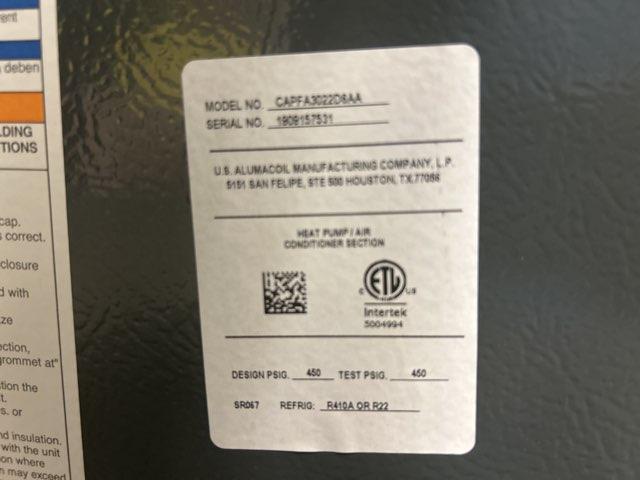 ent
deben
LDING
TIONS
cap.
s correct.
closure
d with
ze
ection,
grommet at"
tion the
t.
s. or
nd insulation.
with the unit
on where
n may exceed
MODEL NO. CAPFA3022D6AA
SERIAL NO. 1909157531
U.S. ALUMACOIL MANUFACTURING COMPANY, L.P.
5151 SAN FELIPE, STE 500 HOUSTON, TX,77056
HEAT PUMP / AIR
CONDITIONER SECTION
ETL
C US
Intertek
5004994
DESIGN PSIG. 450 TEST PSIG. 450
SR067 REFRIG: R410A OR R22